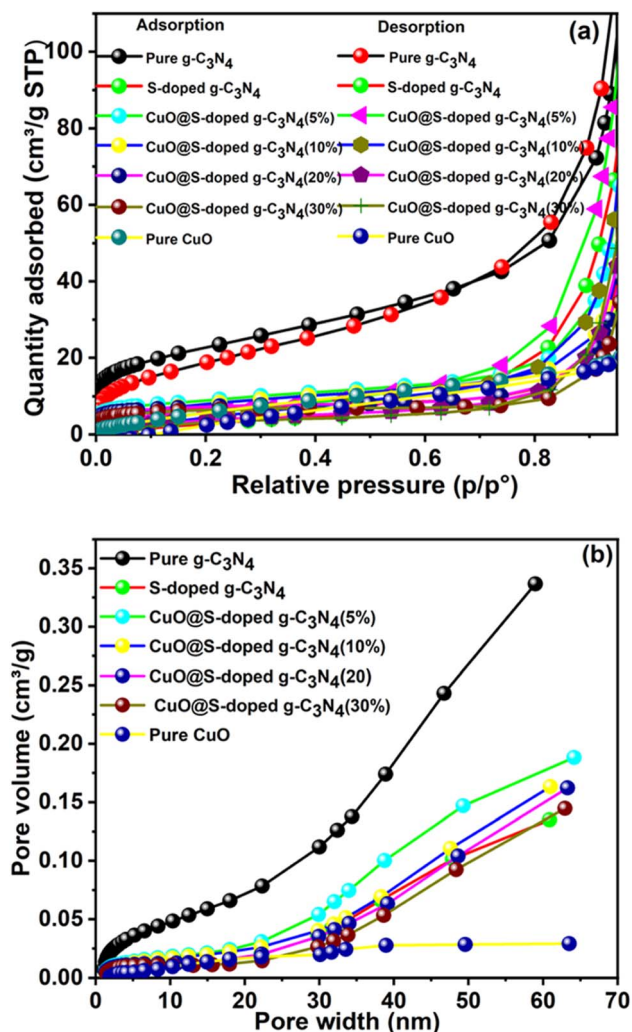 Adsorption Desorption (a)
Pure g-C₃N₄ Pure g-C₃N₄
S-doped g-C₃N₄ S-doped g-C₃N₄
CuO@S-doped g-C₃N₄(5%) CuO@S-doped g-C₃N₄(5%)
CuO@S-doped g-C₃N₄(10%) CuO@S-doped g-C₃N₄(10%)
CuO@S-doped g-C₃N₄(20%) CuO@S-doped g-C₃N₄(20%)
CuO@S-doped g-C₃N₄(30%) CuO@S-doped g-C₃N₄(30%)
Pure CuO Pure CuO
Quantity adsorbed (cm³/g STP)
100
80
60
40
20
0
0.0 0.2 0.4 0.6 0.8
Relative pressure (p/p°)
(b)
Pure g-C₃N₄
S-doped g-C₃N₄
CuO@S-doped g-C₃N₄(5%)
CuO@S-doped g-C₃N₄(10%)
CuO@S-doped g-C₃N₄(20)
CuO@S-doped g-C₃N₄(30%)
Pure CuO
Pore volume (cm³/g)
0.35
0.30
0.25
0.20
0.15
0.10
0.05
0.00
0 10 20 30 40 50 60 70
Pore width (nm)